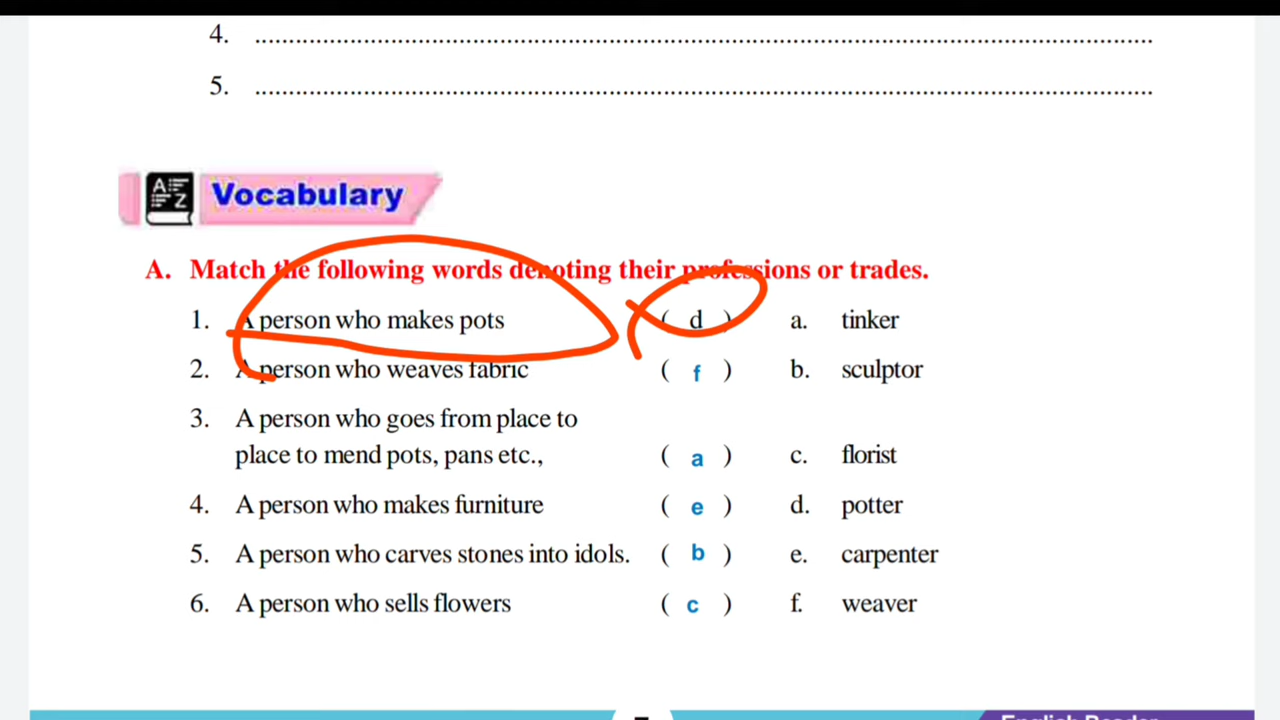 4. ........................................................................................................................................
5. ........................................................................................................................................
A Z
Vocabulary
A. Match the following words denoting their professions or trades.
1. A person who makes pots ( d ) a. tinker
2. A person who weaves fabric ( f ) b. sculptor
3. A person who goes from place to
place to mend pots, pans etc., ( a ) c. florist
4. A person who makes furniture ( e ) d. potter
5. A person who carves stones into idols. ( b ) e. carpenter
6. A person who sells flowers ( c ) f. weaver
English Reader